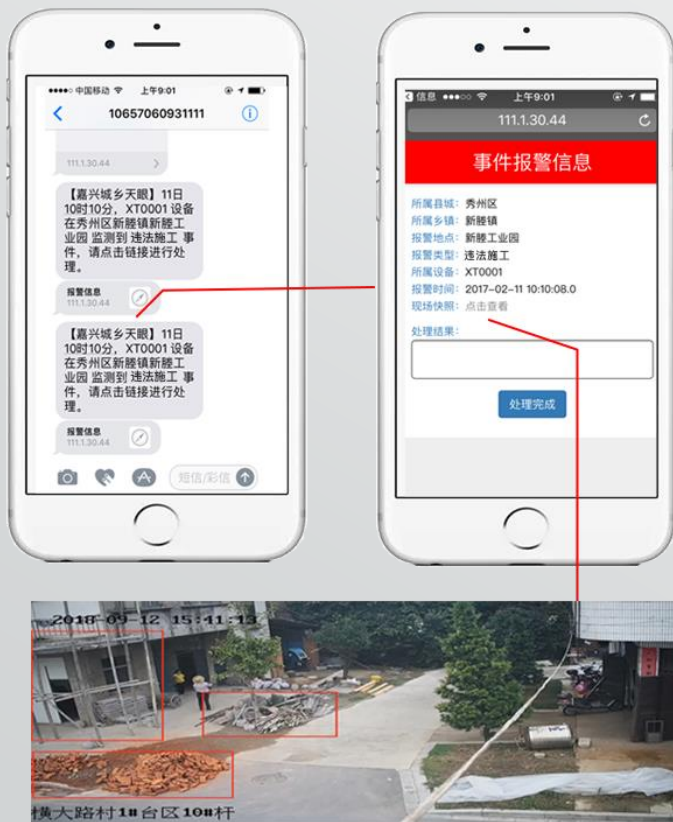 中国移动 上午9:01
10657060931111
111.1.30.44
【嘉兴城乡天眼】11日
10时10分，XT0001 设备
在秀州区新塍镇新塍工
业园 监测到 违法施工 事
件，请点击链接进行处
理。
报警信息
111.1.30.44
【嘉兴城乡天眼】11日
10时10分，XT0001 设备
在秀州区新塍镇新塍工
业园 监测到 违法施工 事
件，请点击链接进行处
理。
报警信息
111.1.30.44
短信/彩信
信息 上午9:01
111.1.30.44
事件报警信息
所属县城：秀州区
所属乡镇：新塍镇
报警地点：新塍工业园
报警类型：违法施工
所属设备：XT0001
报警时间：2017-02-11 10:10:08.0
现场快照：点击查看
处理结果：
处理完成
2018-09-12 15:41:13
横大路村1#台区10#杆